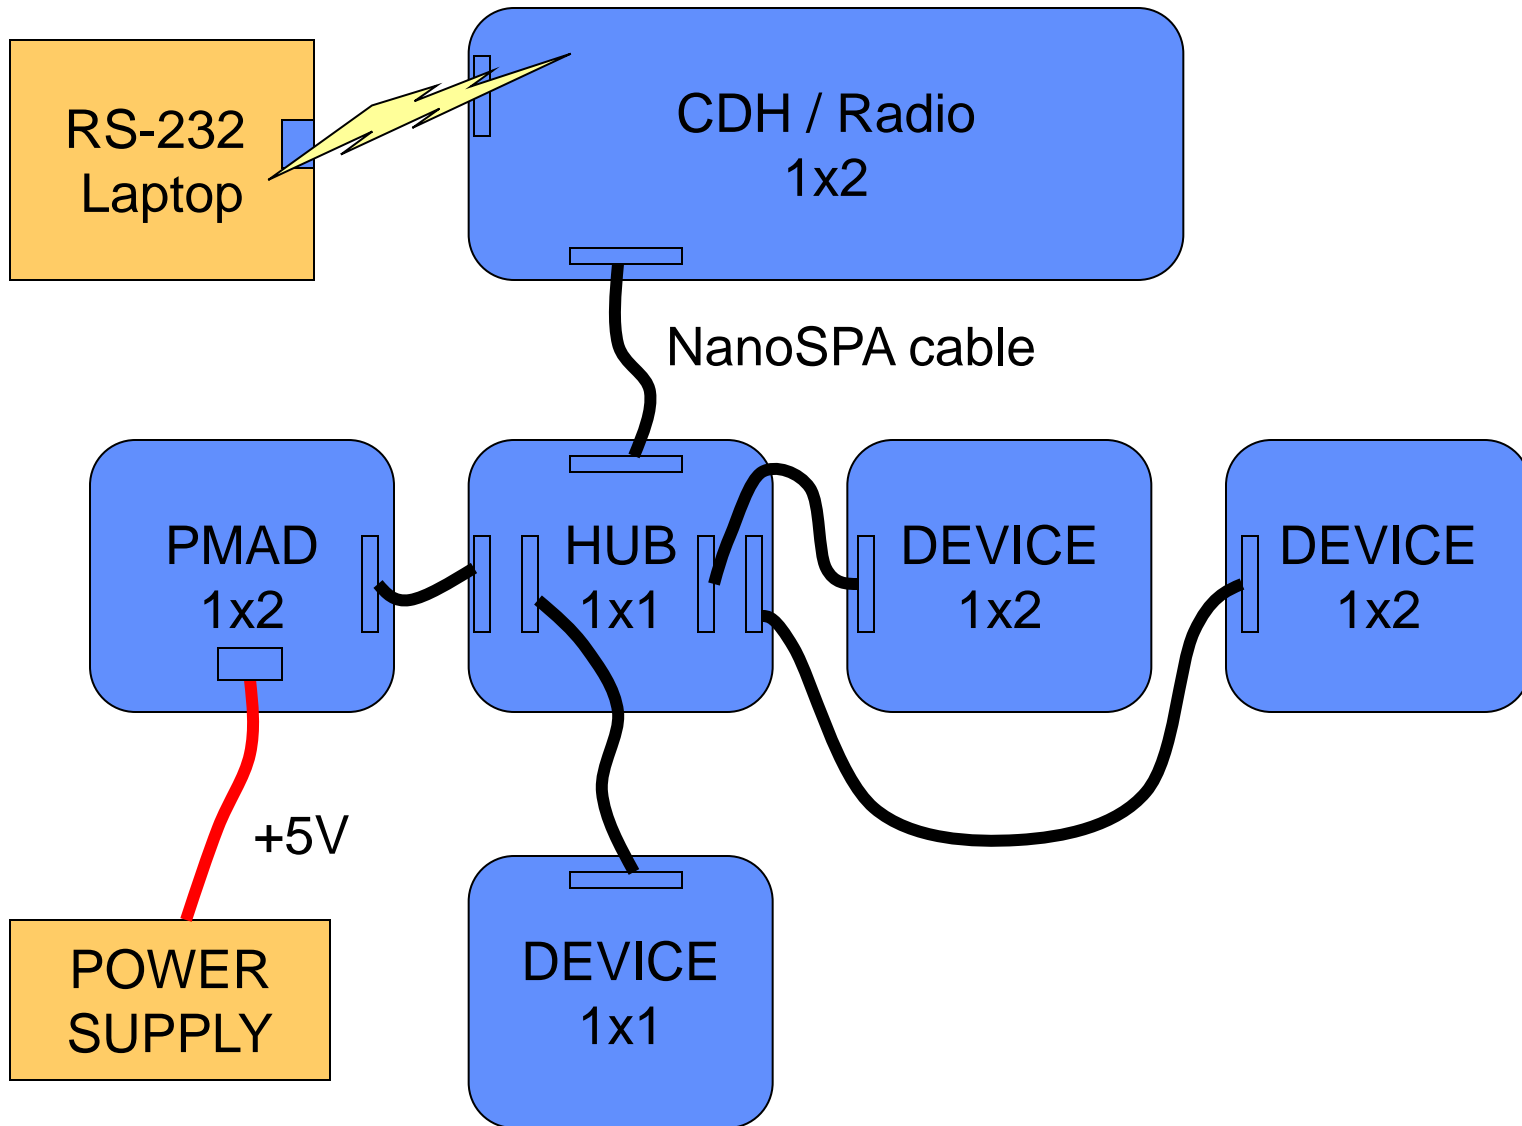 RS-232
Laptop
CDH / Radio
1x2
NanoSPA cable
PMAD
1x2
HUB
1x1
DEVICE
1x2
DEVICE
1x2
+5V
POWER
SUPPLY
DEVICE
1x1